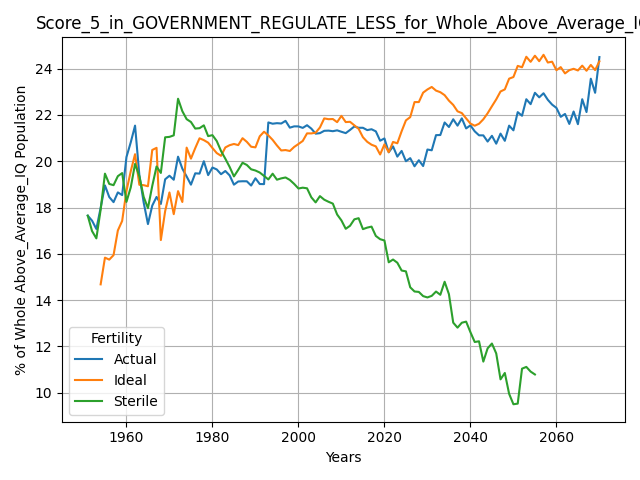 Score_5_in_GOVERNMENT_REGULATE_LESS_for_Whole_Above_Average_IQ
% of Whole Above_Average_IQ Population
24
22
20
18
16
14
12
10
Fertility
Actual
Ideal
Sterile
1960 1980 2000 2020 2040 2060
Years